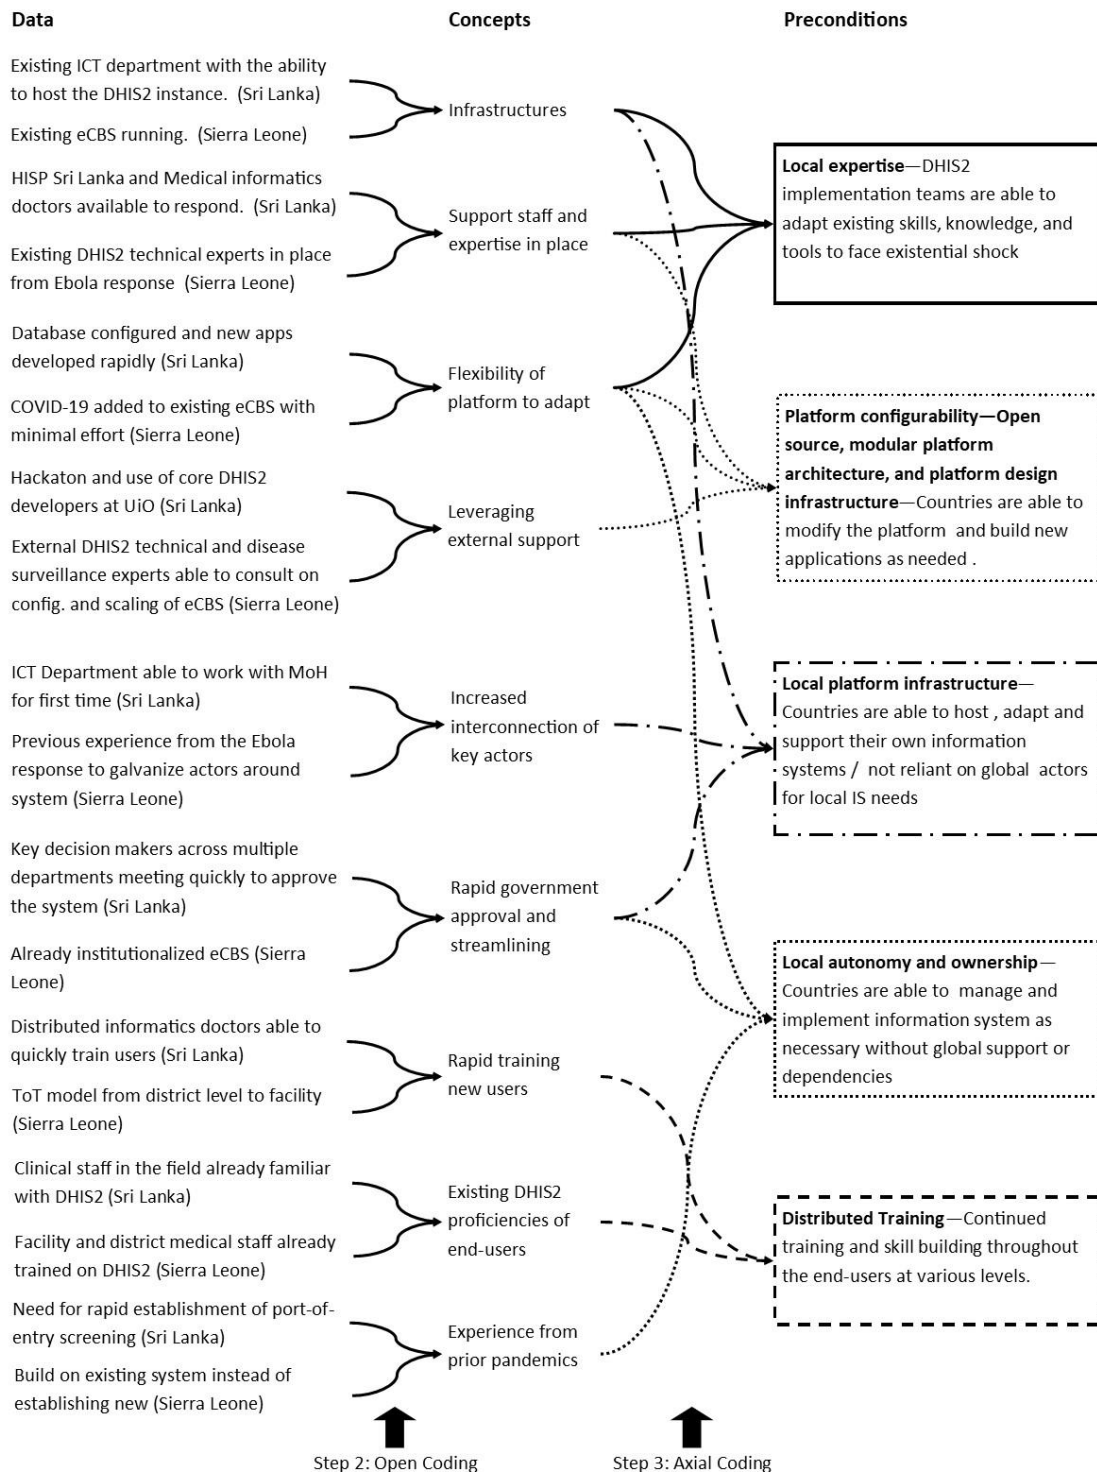 Data
Concepts
Preconditions
Existing ICT department with the ability
to host the DHIS2 instance. (Sri Lanka)
Existing eCBS running. (Sierra Leone)
Infrastructures
HISP Sri Lanka and Medical informatics
doctors available to respond. (Sri Lanka)
Existing DHIS2 technical experts in place
from Ebola response (Sierra Leone)
Support staff and
expertise in place
Database configured and new apps
developed rapidly (Sri Lanka)
COVID-19 added to existing eCBS with
minimal effort (Sierra Leone)
Flexibility of
platform to adapt
Hackaton and use of core DHIS2
developers at UiO (Sri Lanka)
External DHIS2 technical and disease
surveillance experts able to consult on
config. and scaling of eCBS (Sierra Leone)
Leveraging
external support
ICT Department able to work with MoH
for first time (Sri Lanka)
Previous experience from the Ebola
response to galvanize actors around
system (Sierra Leone)
Increased
interconnection of
key actors
Key decision makers across multiple
departments meeting quickly to approve
the system (Sri Lanka)
Already institutionalized eCBS (Sierra
Leone)
Rapid government
approval and
streamlining
Distributed informatics doctors able to
quickly train users (Sri Lanka)
ToT model from district level to facility
(Sierra Leone)
Rapid training
new users
Clinical staff in the field already familiar
with DHIS2 (Sri Lanka)
Facility and district medical staff already
trained on DHIS2 (Sierra Leone)
Existing DHIS2
proficiencies of
end-users
Need for rapid establishment of port-of-
entry screening (Sri Lanka)
Build on existing system instead of
establishing new (Sierra Leone)
Experience from
prior pandemics
Local expertise—DHIS2
implementation teams are able to
adapt existing skills, knowledge, and
tools to face existential shock
Platform configurability—Open
source, modular platform
architecture, and platform design
infrastructure—Countries are able to
modify the platform and build new
applications as needed .
Local platform infrastructure—
Countries are able to host , adapt and
support their own information
systems / not reliant on global actors
for local IS needs
Local autonomy and ownership—
Countries are able to manage and
implement information system as
necessary without global support or
dependencies
Distributed Training—Continued
training and skill building throughout
the end-users at various levels.
Step 2: Open Coding
Step 3: Axial Coding